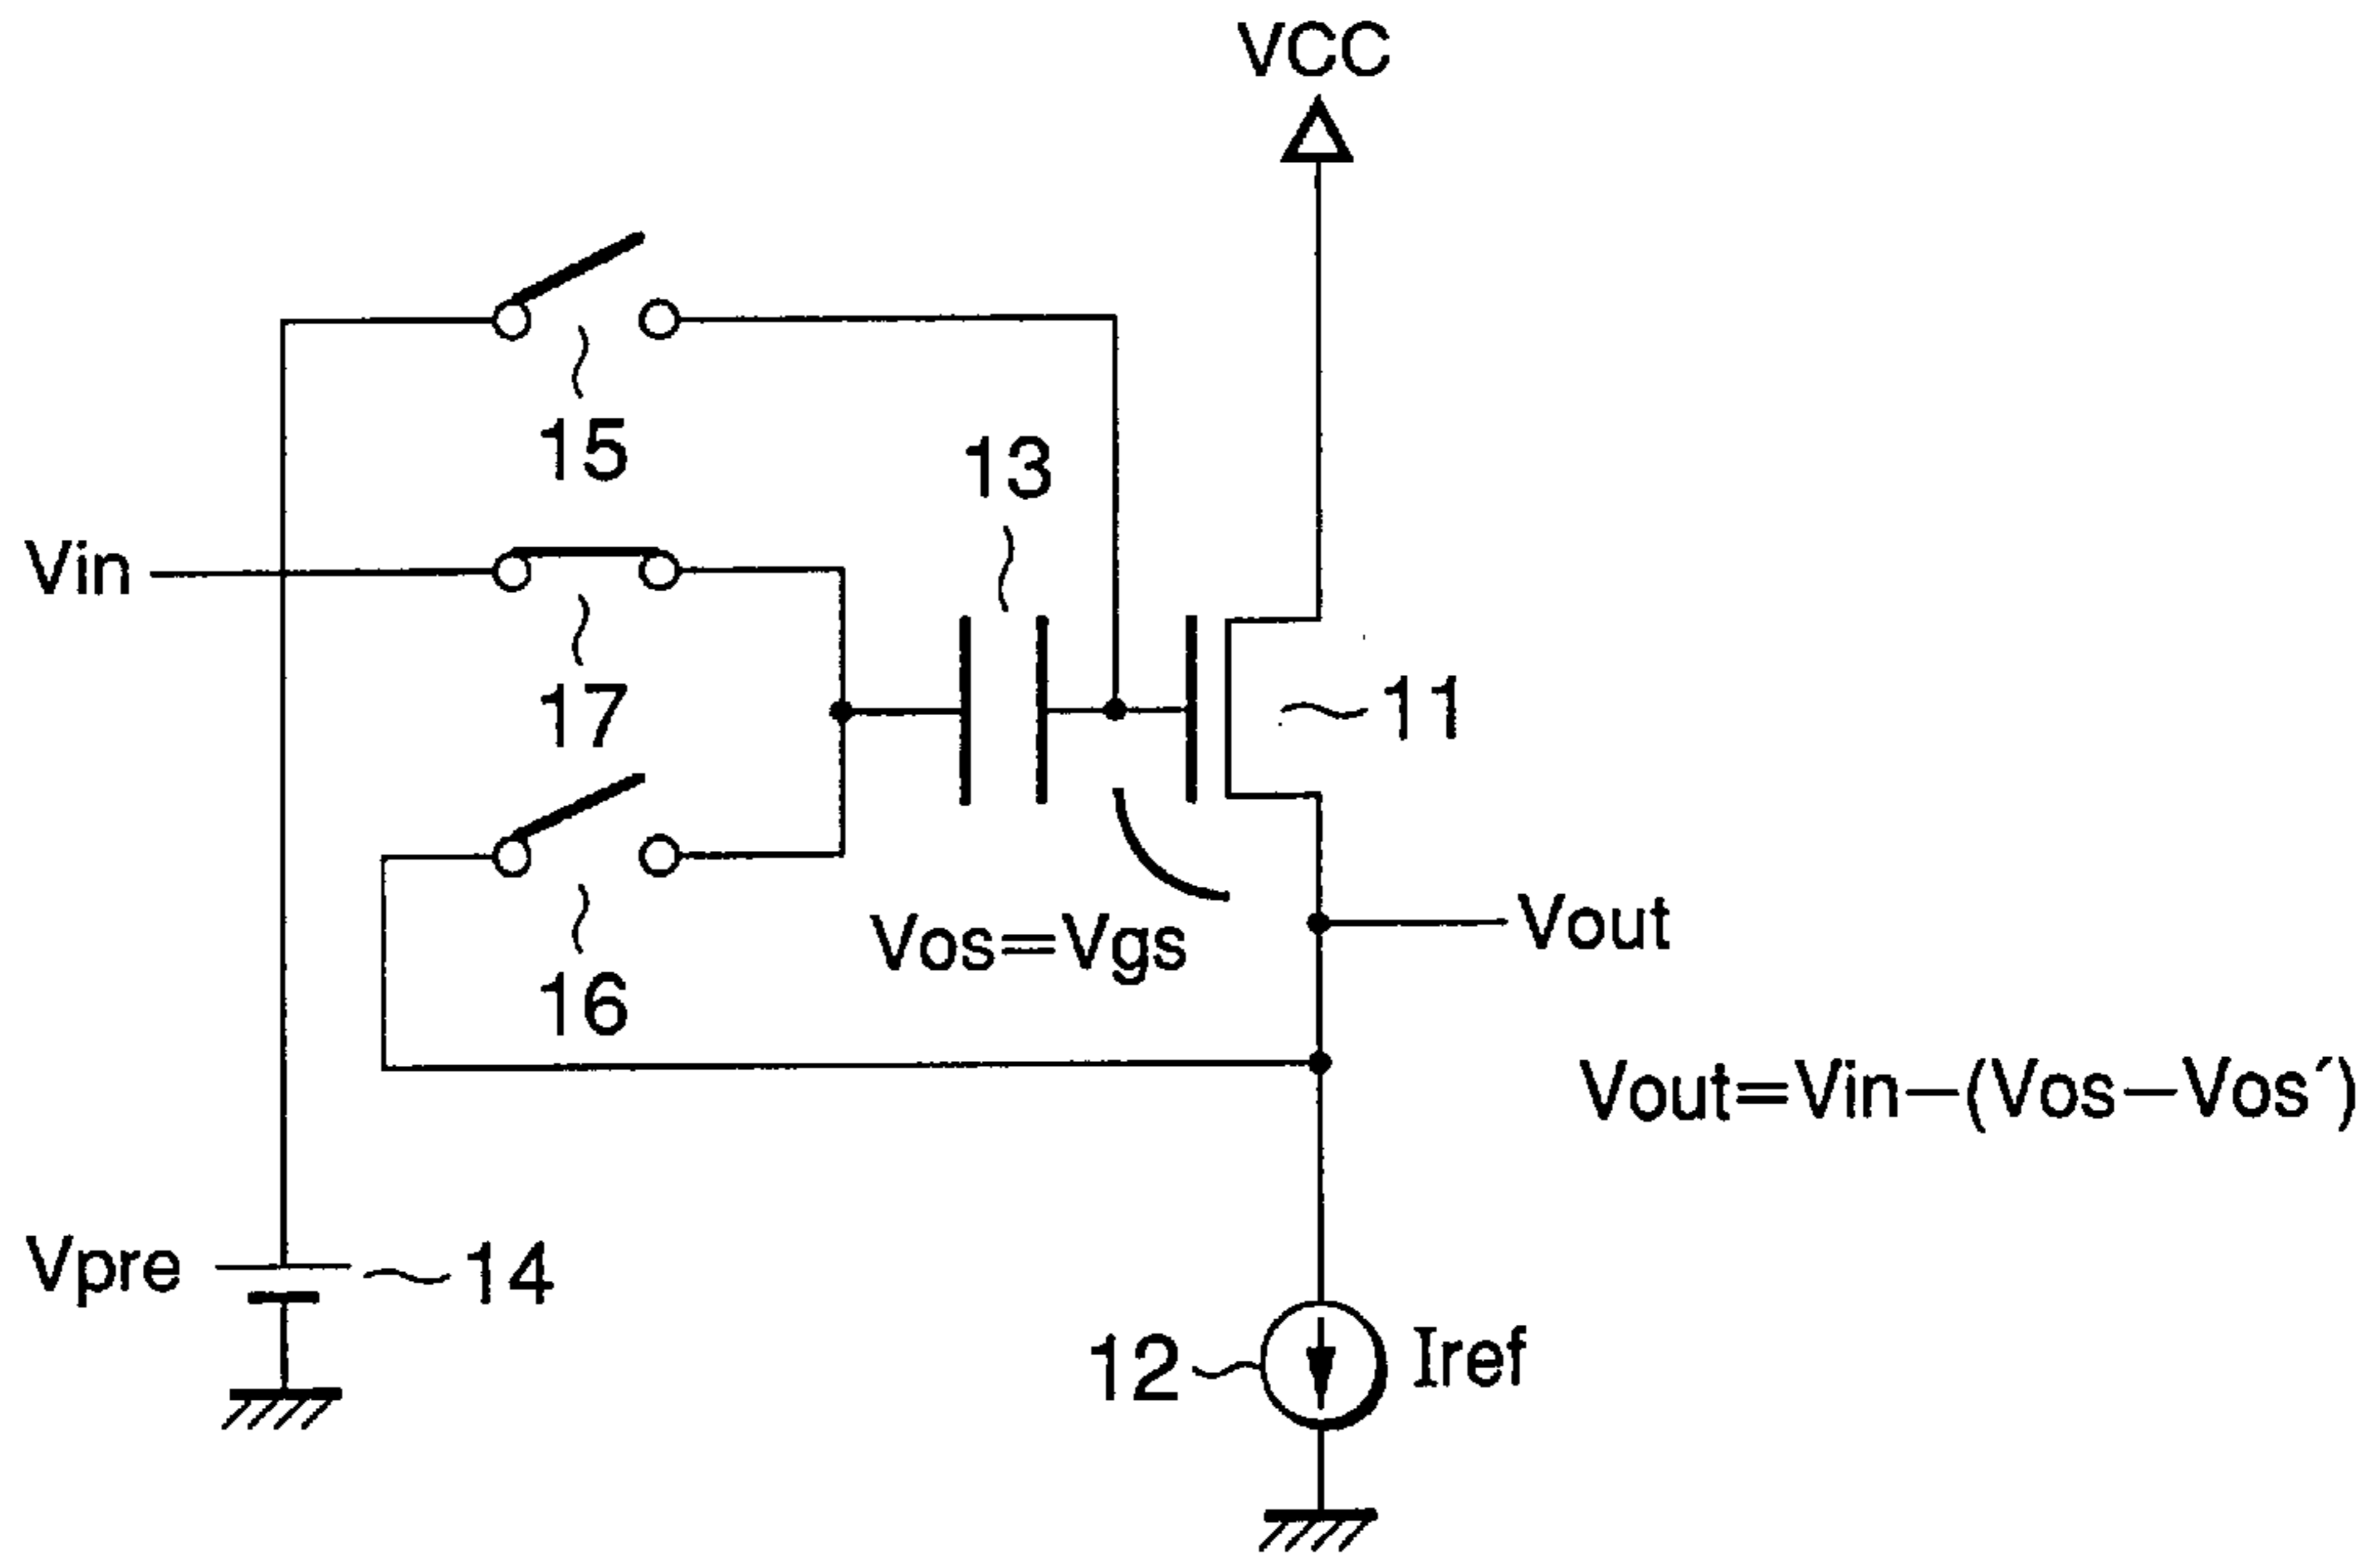 VCC
15
13
Vin
17
11
Vos=Vgs
Vout
16
Vout=Vin−(Vos−Vos′)
Vpre
14
12
Iref